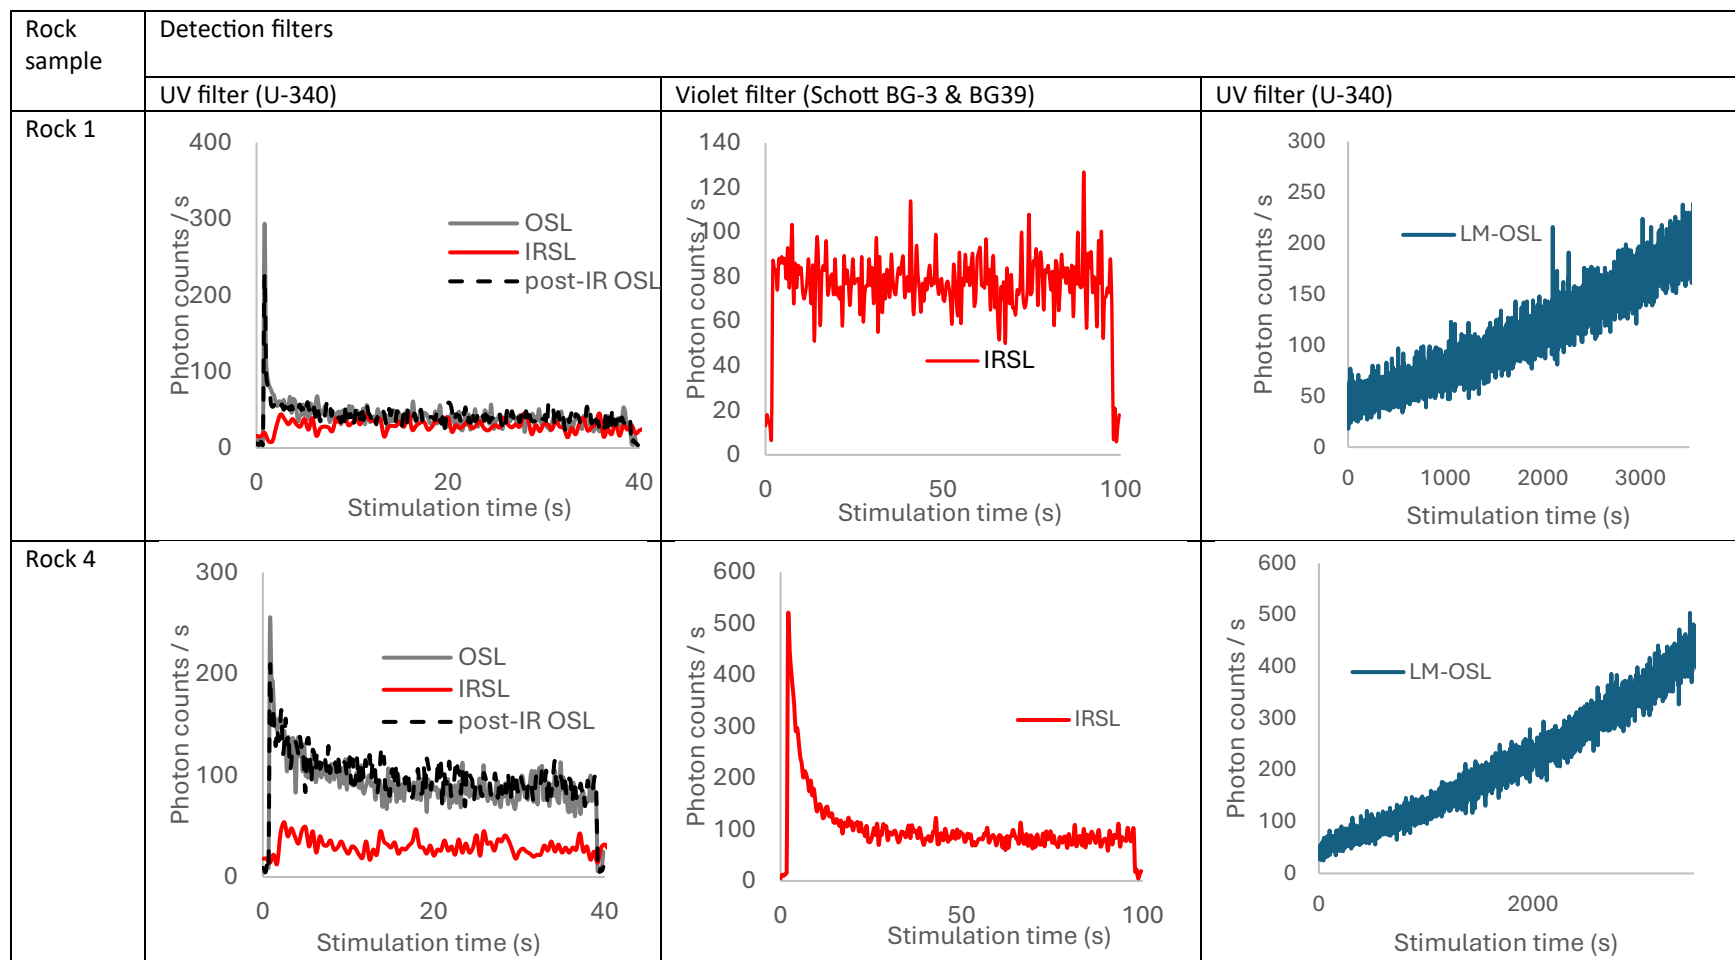 Rock
sample
Detection filters
UV filter (U-340)
Violet filter (Schott BG-3 & BG39)
UV filter (U-340)
Rock 1
400
300
200
100
0
0
20
40
Photon counts / s
Stimulation time (s)
OSL
IRSL
post-IR OSL
140
120
100
80
60
40
20
0
0
50
100
Photon counts / s
Stimulation time (s)
IRSL
300
250
200
150
100
50
0
0
1000
2000
3000
Photon counts / s
Stimulation time (s)
LM-OSL
Rock 4
300
200
100
0
0
20
40
Photon counts / s
Stimulation time (s)
OSL
IRSL
post-IR OSL
600
500
400
300
200
100
0
0
50
100
Photon counts / s
Stimulation time (s)
IRSL
600
500
400
300
200
100
0
0
2000
Photon counts / s
Stimulation time (s)
LM-OSL